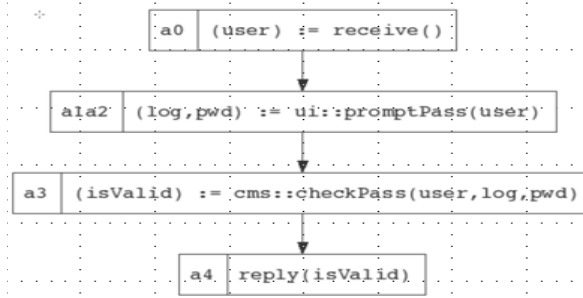 a0 (user) := receive()
a1a2 (log,pwd) := ui::promptPass(user)
a3 (isValid) := cms::checkPass(user,log,pwd)
a4 reply(isValid)